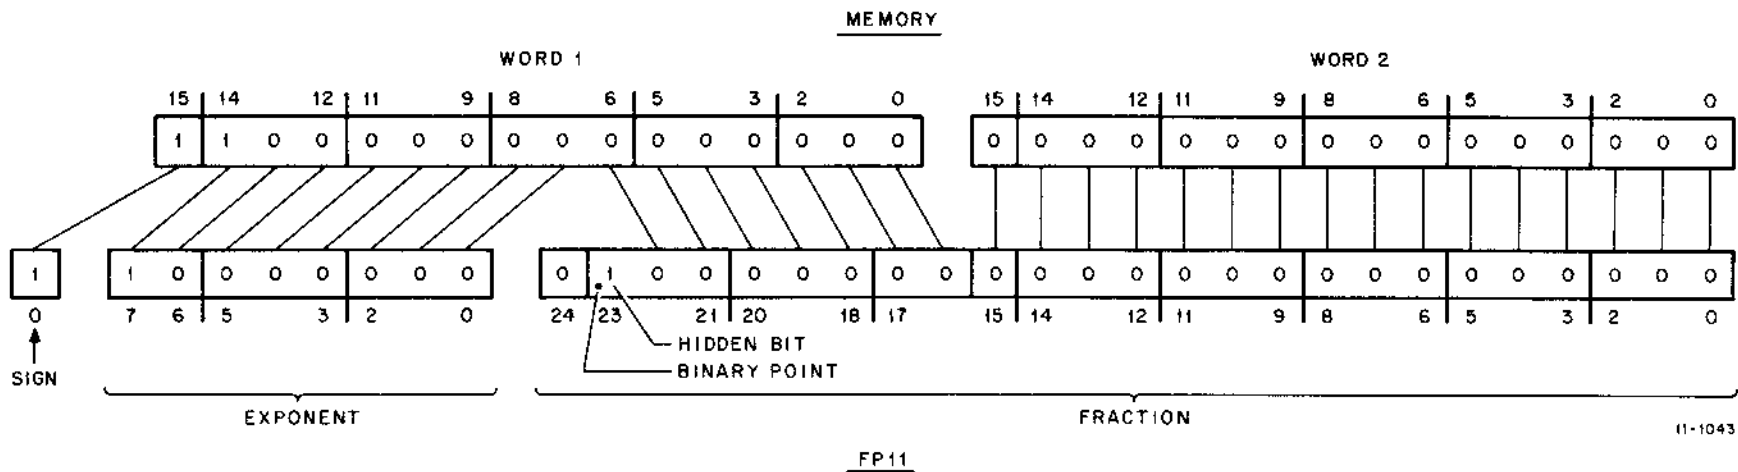 MEMORY
WORD 1 WORD 2
15 14 12 11 9 8 6 5 3 2 0 15 14 12 11 9 8 6 5 3 2 0
1 1 0 0 0 0 0 0 0 0 0 0 0 0 0 0 0 0 0 0 0 0 0 0 0 0 0 0 0 0 0 0
1 1 0 0 0 0 0 0 0 0 1 0 0 0 0 0 0 0 0 0 0 0 0 0 0 0 0 0 0 0 0 0 0 0
0 7 6 5 3 2 0 24 23 21 20 18 17 15 14 12 11 9 8 6 5 3 2 0
HIDDEN BIT
BINARY POINT
SIGN
EXPONENT FRACTION
11-1043
FP11